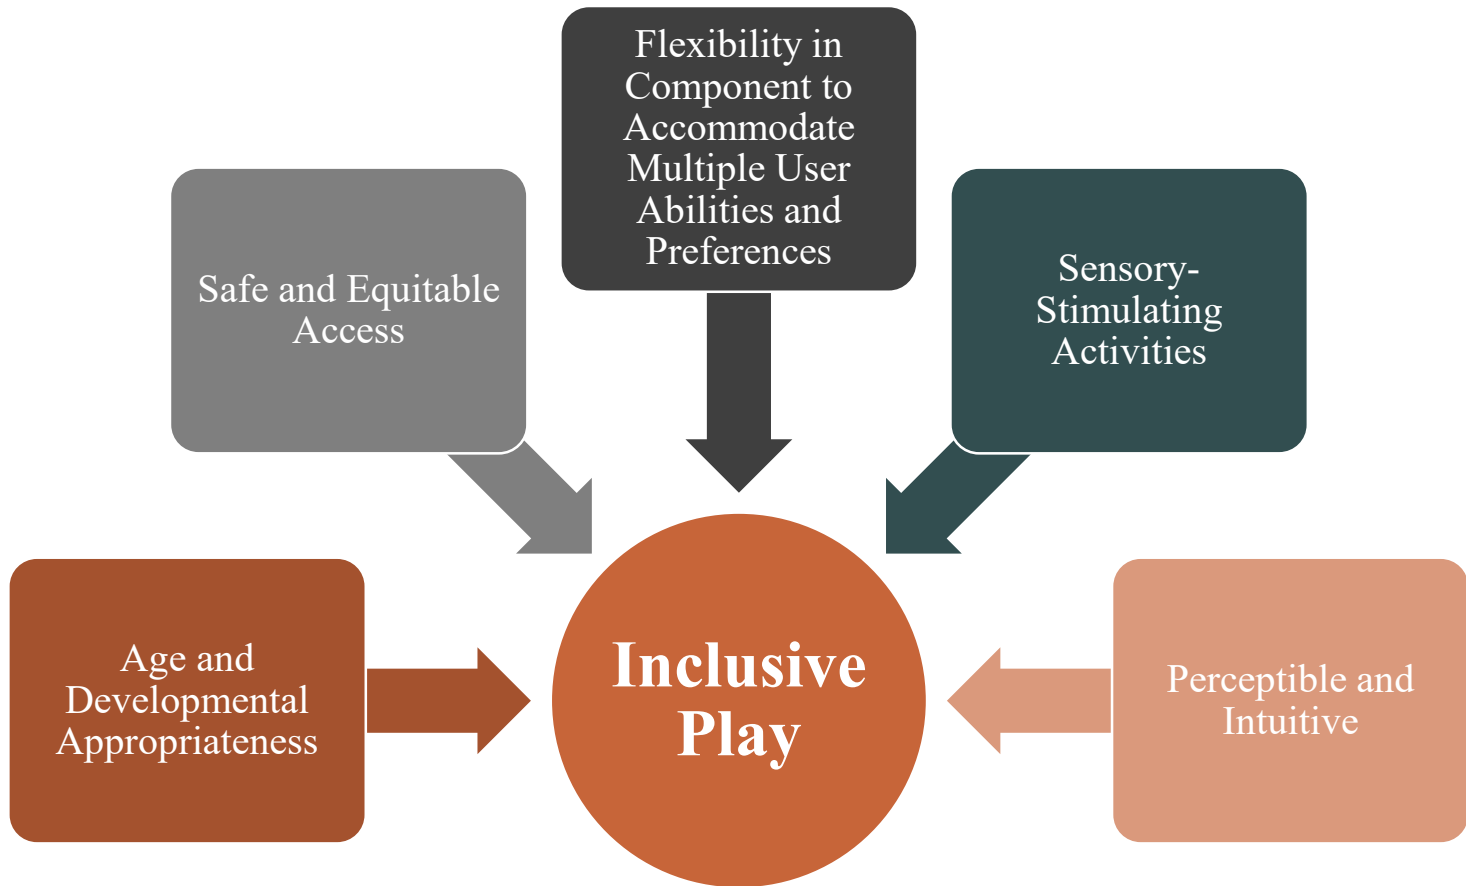 Flexibility in
Component to
Accommodate
Multiple User
Abilities and
Preferences
Safe and Equitable
Access
Sensory-
Stimulating
Activities
Age and
Developmental
Appropriateness
Inclusive
Play
Perceptible and
Intuitive